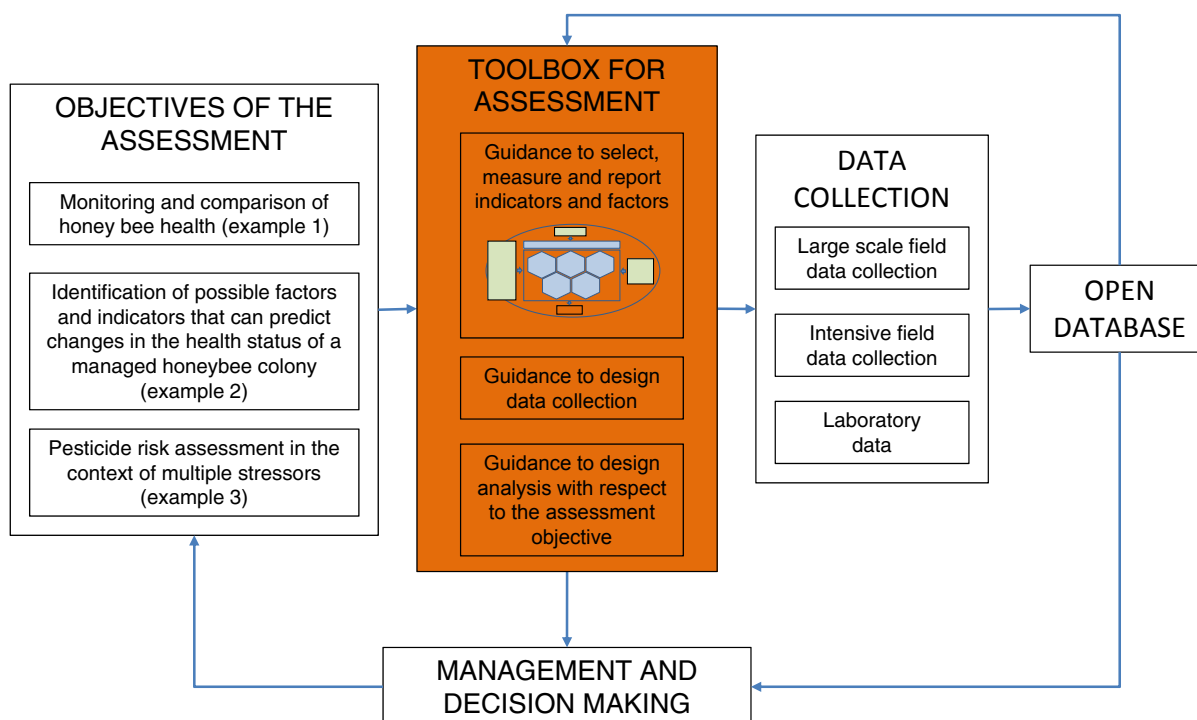 OBJECTIVES OF THE
ASSESSMENT
Monitoring and comparison of
honey bee health (example 1)
Identification of possible factors
and indicators that can predict
changes in the health status of a
managed honeybee colony
(example 2)
Pesticide risk assessment in the
context of multiple stressors
(example 3)
TOOLBOX FOR
ASSESSMENT
Guidance to select,
measure and report
indicators and factors
Guidance to design
data collection
Guidance to design
analysis with respect
to the assessment
objective
DATA
COLLECTION
Large scale field
data collection
Intensive field
data collection
Laboratory
data
OPEN
DATABASE
MANAGEMENT AND
DECISION MAKING